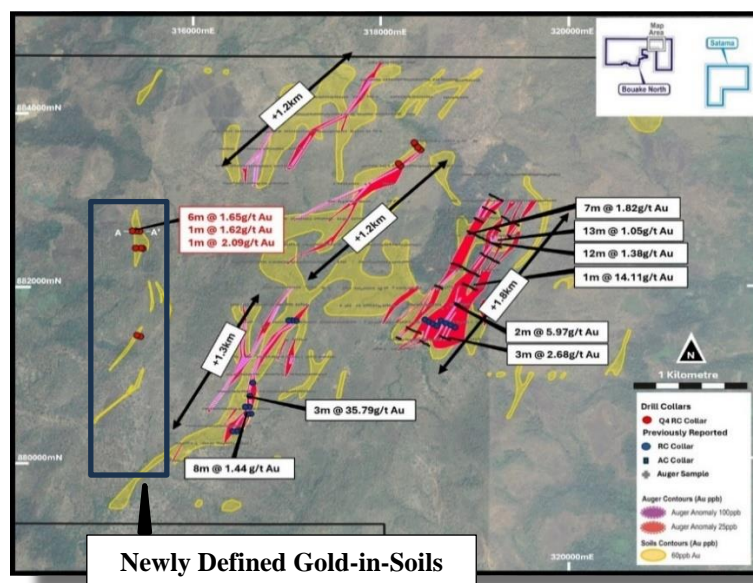 316000mE
318000mE
320000mE
Map
Area
Bouake North
Satama
884000mN
+1.2km
6m @ 1.65g/t Au
1m @ 1.62g/t Au
1m @ 2.09g/t Au
A
A'
+1.2km
7m @ 1.82g/t Au
13m @ 1.05g/t Au
12m @ 1.38g/t Au
1m @ 14.11g/t Au
882000mN
+1.8km
2m @ 5.97g/t Au
3m @ 2.68g/t Au
+1.3km
N
1 Kilometre
3m @ 35.79g/t Au
8m @ 1.44 g/t Au
880000mN
Drill Collars
Q4 RC Collar
Previously Reported
RC Collar
AC Collar
Auger Sample
Auger Contours (Au ppb)
Auger Anomaly 100ppb
Auger Anomaly 25ppb
Soils Contours (Au ppb)
60ppb Au
320000mE
Newly Defined Gold-in-Soils